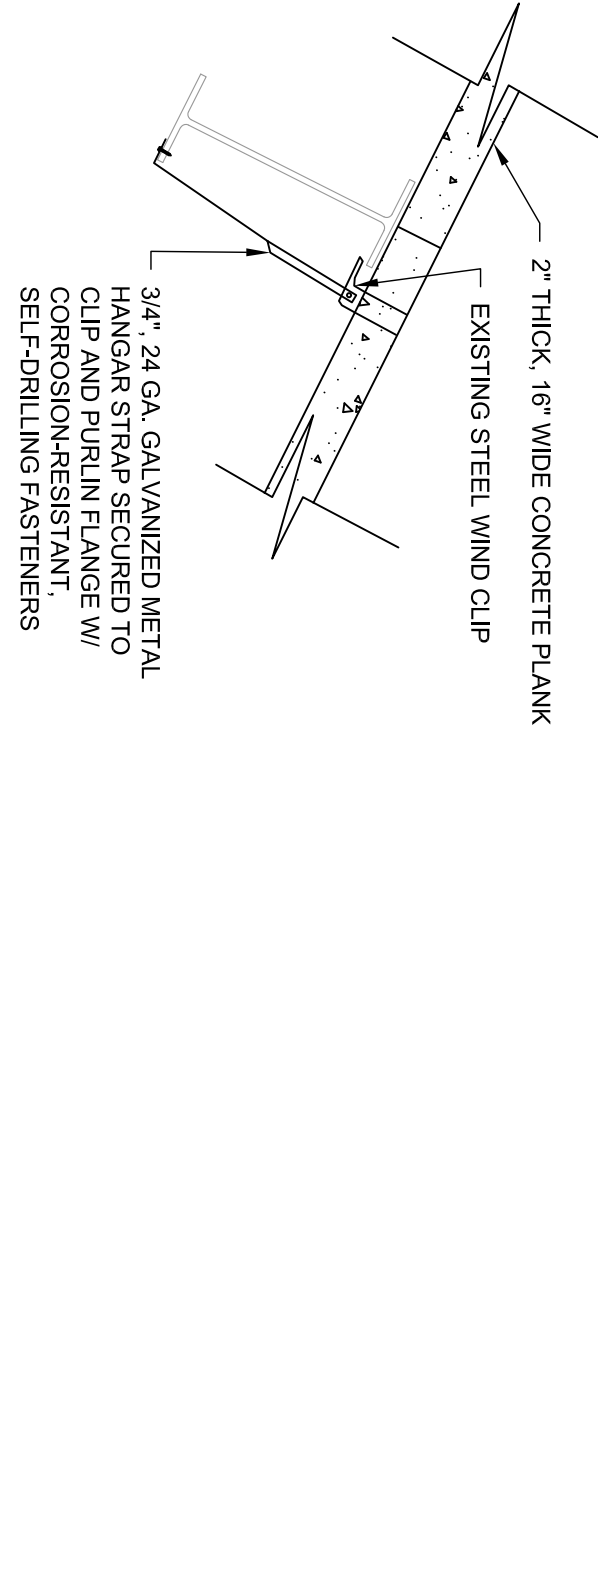 2" THICK, 16" WIDE CONCRETE PLANK
EXISTING STEEL WIND CLIP
3/4", 24 GA. GALVANIZED METAL
HANGAR STRAP SECURED TO
CLIP AND PURLIN FLANGE W/
CORROSION-RESISTANT,
SELF-DRILLING FASTENERS